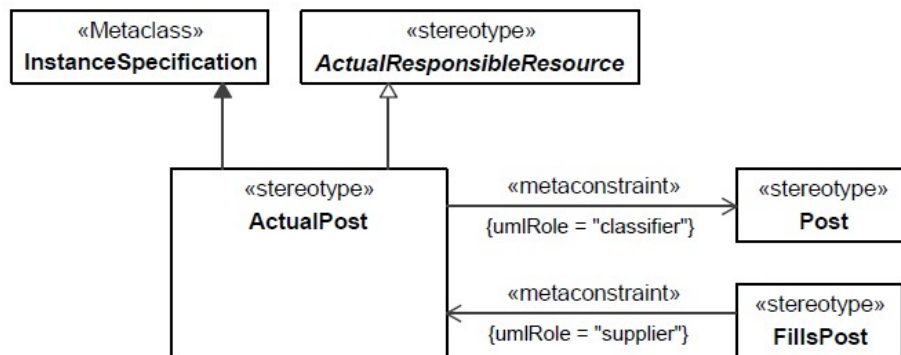 «Metaclass»
InstanceSpecification
«stereotype»
ActualResponsibleResource
«stereotype»
ActualPost
«metaconstraint»
{umlRole = "classifier"}
«stereotype»
Post
«metaconstraint»
{umlRole = "supplier"}
«stereotype»
FillsPost